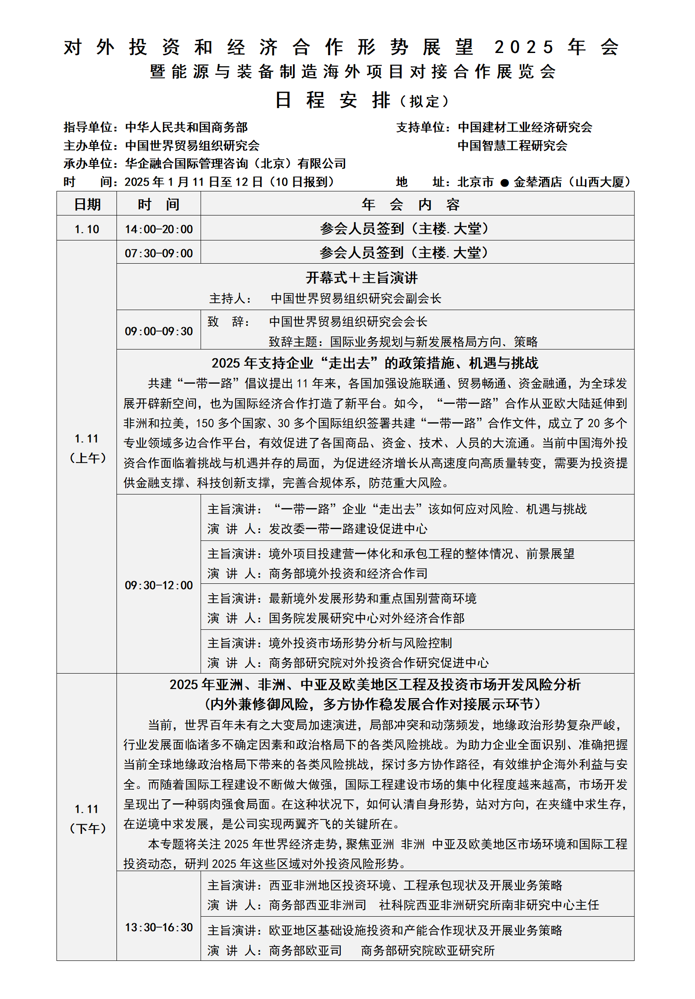 对外投资和经济合作形势展望 2025 年会
暨能源与装备制造海外项目对接合作展览会
日程安排（拟定）
指导单位：中华人民共和国商务部 支持单位：中国建材工业经济研究会
主办单位：中国世界贸易组织研究会 中国智慧工程研究会
承办单位：华企融合国际管理咨询（北京）有限公司
时 间：2025 年 1 月 11 日至 12 日（10 日报到） 地 址：北京市 ● 金辇酒店（山西大厦）
日期 时 间 年 会 内 容
1.10 14:00-20:00 参会人员签到（主楼.大堂）
07:30-09:00 参会人员签到（主楼.大堂）
开幕式＋主旨演讲
主持人： 中国世界贸易组织研究会副会长
09:00-09:30
致 辞： 中国世界贸易组织研究会会长
致辞主题：国际业务规划与新发展格局方向、策略
1.11
（上午）
2025 年支持企业“走出去”的政策措施、机遇与挑战
共建“一带一路”倡议提出 11 年来，各国加强设施联通、贸易畅通、资金融通，为全球发
展开辟新空间，也为国际经济合作打造了新平台。如今，“一带一路”合作从亚欧大陆延伸到
非洲和拉美，150 多个国家、30 多个国际组织签署共建“一带一路”合作文件，成立了 20 多个
专业领域多边合作平台，有效促进了各国商品、资金、技术、人员的大流通。当前中国海外投
资合作面临着挑战与机遇并存的局面，为促进经济增长从高速度向高质量转变，需要为投资提
供金融支撑、科技创新支撑，完善合规体系，防范重大风险。
09:30-12:00
主旨演讲：“一带一路”企业“走出去”该如何应对风险、机遇与挑战
演 讲 人：发改委一带一路建设促进中心
主旨演讲：境外项目投建营一体化和承包工程的整体情况、前景展望
演 讲 人：商务部境外投资和经济合作司
主旨演讲：最新境外发展形势和重点国别营商环境
演 讲 人：国务院发展研究中心对外经济合作部
主旨演讲：境外投资市场形势分析与风险控制
演 讲 人：商务部研究院对外投资合作研究促进中心
1.11
（下午）
2025 年亚洲、非洲、中亚及欧美地区工程及投资市场开发风险分析
(内外兼修御风险，多方协作稳发展合作对接展示环节）
当前，世界百年未有之大变局加速演进，局部冲突和动荡频发，地缘政治形势复杂严峻，
行业发展面临诸多不确定因素和政治格局下的各类风险挑战。为助力企业全面识别、准确把握
当前全球地缘政治格局下带来的各类风险挑战，探讨多方协作路径，有效维护企海外利益与安
全。而随着国际工程建设不断做大做强，国际工程建设市场的集中化程度越来越高，市场开发
呈现出了一种弱肉强食局面。在这种状况下，如何认清自身形势，站对方向，在夹缝中求生存，
在逆境中求发展，是公司实现两翼齐飞的关键所在。
本专题将关注 2025 年世界经济走势,聚焦亚洲 非洲 中亚及欧美地区市场环境和国际工程
投资动态，研判 2025 年这些区域对外投资风险形势。
13:30-16:30
主旨演讲：西亚非洲地区投资环境、工程承包现状及开展业务策略
演 讲 人：商务部西亚非洲司 社科院西亚非洲研究所南非研究中心主任
主旨演讲：欧亚地区基础设施投资和产能合作现状及开展业务策略
演 讲 人：商务部欧亚司 商务部研究院欧亚研究所